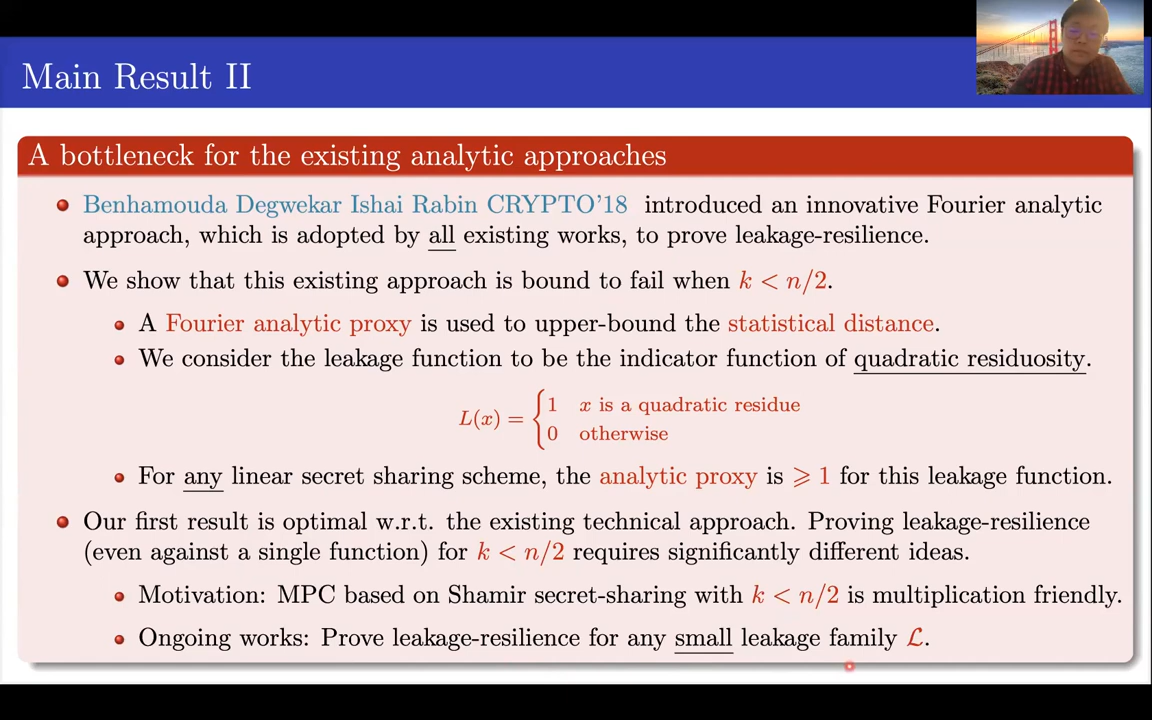 Main Result II
A bottleneck for the existing analytic approaches
Benhamouda Degwekar Ishai Rabin CRYPTO'18 introduced an innovative Fourier analytic
approach, which is adopted by all existing works, to prove leakage-resilience.
We show that this existing approach is bound to fail when k < n/2.
A Fourier analytic proxy is used to upper-bound the statistical distance.
We consider the leakage function to be the indicator function of quadratic residuosity.
L(x) = { 1 x is a quadratic residue
0 otherwise
For any linear secret sharing scheme, the analytic proxy is ⩾ 1 for this leakage function.
Our first result is optimal w.r.t. the existing technical approach. Proving leakage-resilience
(even against a single function) for k < n/2 requires significantly different ideas.
Motivation: MPC based on Shamir secret-sharing with k < n/2 is multiplication friendly.
Ongoing works: Prove leakage-resilience for any small leakage family ℒ.